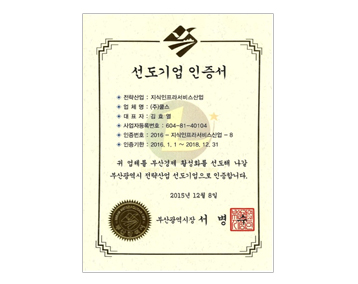 선도기업 인증서
전략산업 : 지식인프라서비스산업
업 체 명 : (주)쿨스
대 표 자 : 김 효 열
사업자등록번호 : 604-81-40104
인증번호 : 2016 - 지식인프라서비스산업 - 8
인증기한 : 2016. 1. 1 ~ 2018. 12. 31
귀 업체를 부산경제 활성화를 선도해 나갈
부산광역시 전략산업 선도기업으로 인증합니다.
2015년 12월 8일
부산광역시장 서 병 수